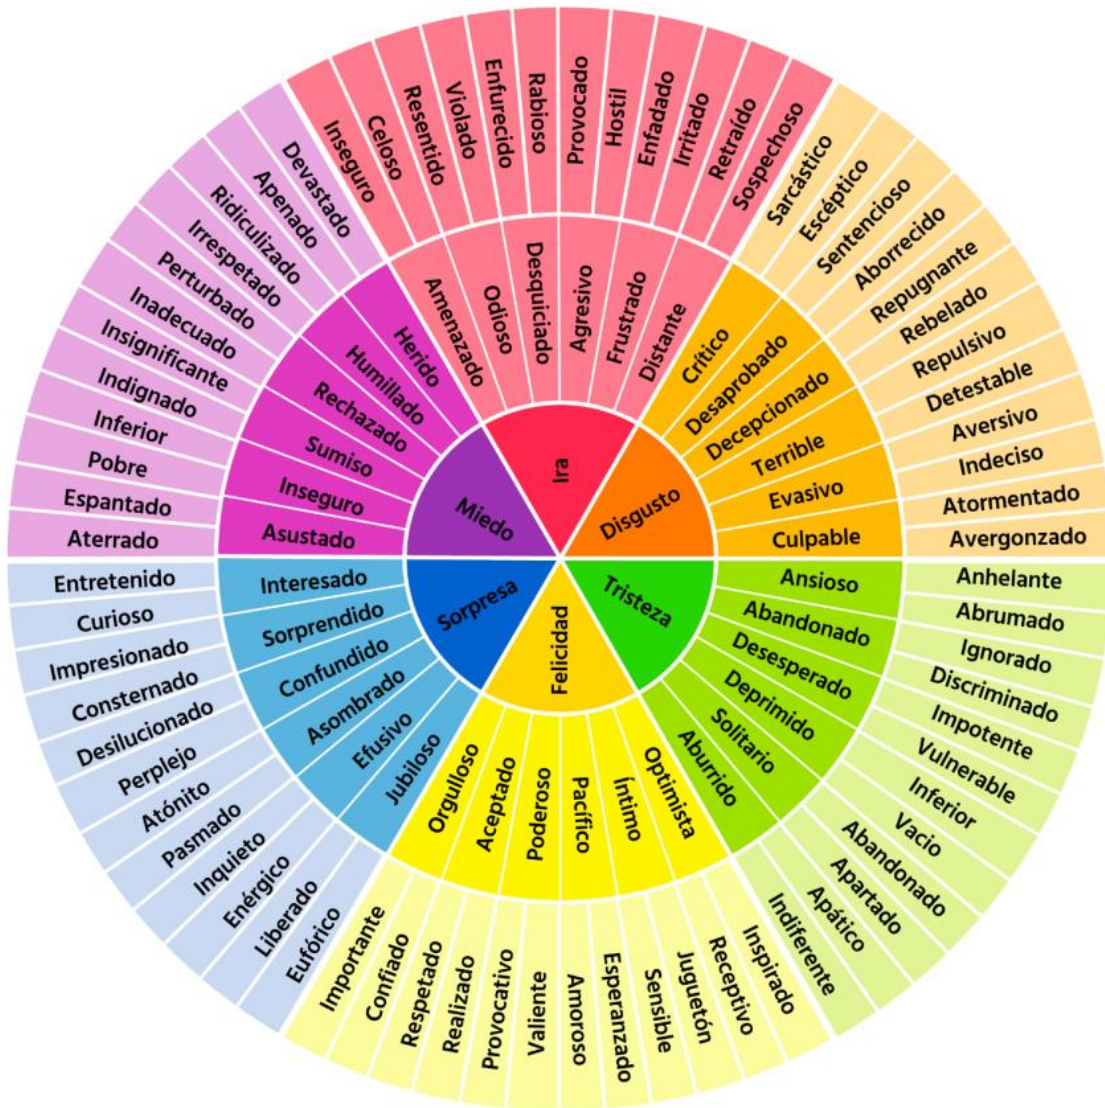 Ira
Amenazado
Odioso
Desquiciado
Agresivo
Frustrado
Distante
Inseguro
Celoso
Resentido
Violado
Enfurecido
Rabioso
Provocado
Hostil
Enfadado
Irritado
Retraído
Sospechoso
Disgusto
Crítico
Desaprobado
Decepcionado
Terrible
Evasivo
Culpable
Sarcástico
Escéptico
Sentencioso
Aborrecido
Repugnante
Rebelado
Repulsivo
Detestable
Aversivo
Indeciso
Atormentado
Avergonzado
Tristeza
Ansioso
Abandonado
Desesperado
Deprimido
Solitario
Aburrido
Anhelante
Abrumado
Ignorado
Discriminado
Impotente
Vulnerable
Inferior
Vacio
Abandonado
Apartado
Apático
Indiferente
Felicidad
Optimista
Íntimo
Pacífico
Poderoso
Aceptado
Orgulloso
Inspirado
Receptivo
Juguetón
Sensible
Esperanzado
Amoroso
Valiente
Provocativo
Realizado
Respetado
Confiado
Importante
Sorpresa
Jubiloso
Efusivo
Asombrado
Confundido
Sorprendido
Interesado
Eufórico
Liberado
Enérgico
Inquieto
Pasmado
Atónito
Perplejo
Desilucionado
Consternado
Impresionado
Curioso
Entretenido
Miedo
Asustado
Inseguro
Sumiso
Rechazado
Humillado
Herido
Aterrado
Espantado
Pobre
Inferior
Indignado
Insignificante
Inadecuado
Perturbado
Irrespetado
Ridiculizado
Apenado
Devastado